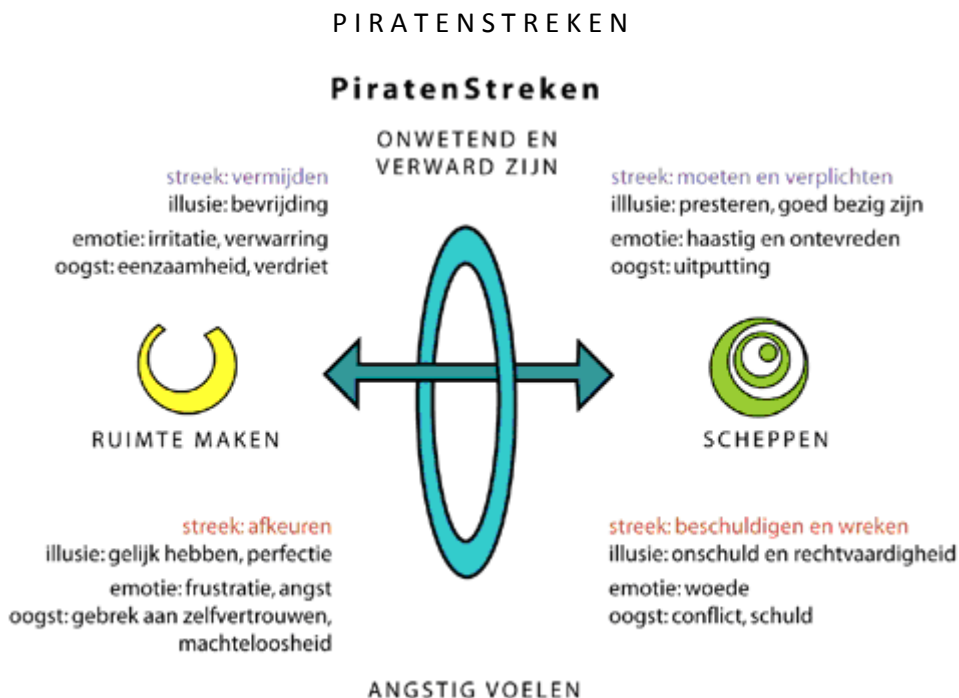 PIRATENSTREKEN
PiratenStreken
ONWETEND EN
VERWARD ZIJN
streek: vermijden
illusie: bevrijding
emotie: irritatie, verwarring
oogst: eenzaamheid, verdriet
streek: moeten en verplichten
illlusie: presteren, goed bezig zijn
emotie: haastig en ontevreden
oogst: uitputting
RUIMTE MAKEN
SCHEPPEN
streek: afkeuren
illusie: gelijk hebben, perfectie
emotie: frustratie, angst
oogst: gebrek aan zelfvertrouwen,
machteloosheid
streek: beschuldigen en wreken
illusie: onschuld en rechtvaardigheid
emotie: woede
oogst: conflict, schuld
ANGSTIG VOELEN